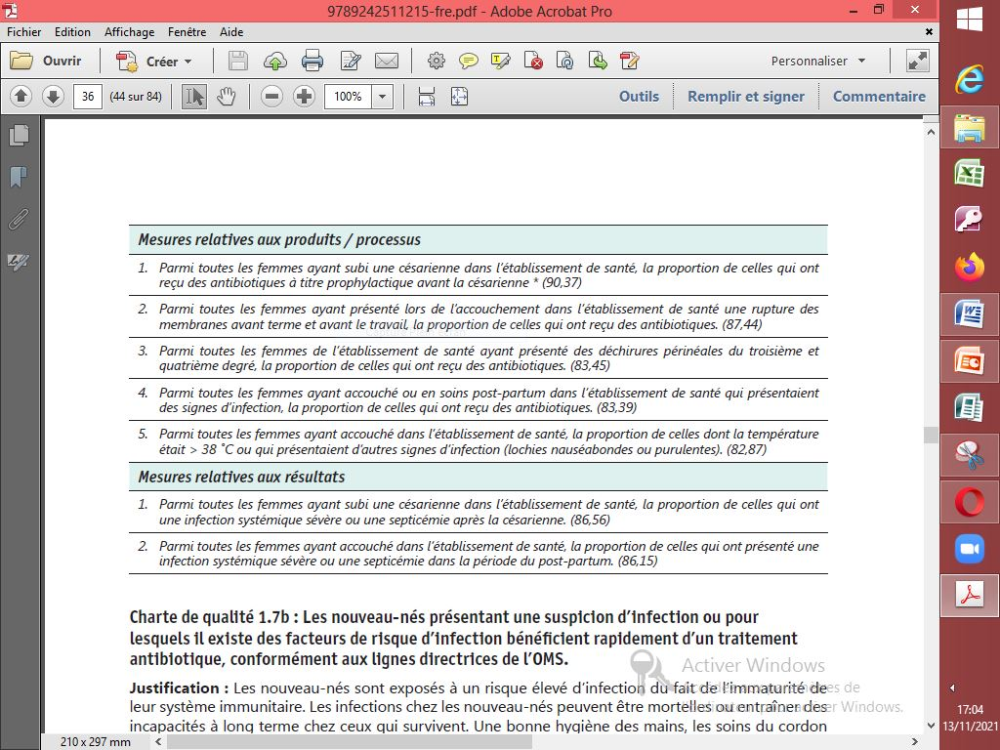 9789242511215-fre.pdf - Adobe Acrobat Pro
Fichier Edition Affichage Fenêtre Aide
Ouvrir Créer Personnaliser
36 (44 sur 84) 100% Outils Remplir et signer Commentaire
Mesures relatives aux produits / processus
1. Parmi toutes les femmes ayant subi une césarienne dans l'établissement de santé, la proportion de celles qui ont
reçu des antibiotiques à titre prophylactique avant la césarienne * (90,37)
2. Parmi toutes les femmes ayant présenté lors de l'accouchement dans l'établissement de santé une rupture des
membranes avant terme et avant le travail, la proportion de celles qui ont reçu des antibiotiques. (87,44)
3. Parmi toutes les femmes de l'établissement de santé ayant présenté des déchirures périnéales du troisième et
quatrième degré, la proportion de celles qui ont reçu des antibiotiques. (83,45)
4. Parmi toutes les femmes ayant accouché ou en soins post-partum dans l'établissement de santé qui présentaient
des signes d'infection, la proportion de celles qui ont reçu des antibiotiques. (83,39)
5. Parmi toutes les femmes ayant accouché dans l'établissement de santé, la proportion de celles dont la température
était > 38 ˚C ou qui présentaient d'autres signes d'infection (lochies nauséabondes ou purulentes). (82,87)
Mesures relatives aux résultats
1. Parmi toutes les femmes ayant subi une césarienne dans l'établissement de santé, la proportion de celles qui ont
une infection systémique sévère ou une septicémie après la césarienne. (86,56)
2. Parmi toutes les femmes ayant accouché dans l'établissement de santé, la proportion de celles qui ont présenté une
infection systémique sévère ou une septicémie dans la période du post-partum. (86,15)
Charte de qualité 1.7b : Les nouveau-nés présentant une suspicion d'infection ou pour
lesquels il existe des facteurs de risque d'infection bénéficient rapidement d'un traitement
antibiotique, conformément aux lignes directrices de l'OMS.
Activer Windows
Justification : Les nouveau-nés sont exposés à un risque élevé d'infection du fait de l'immaturité de
leur système immunitaire. Les infections chez les nouveau-nés peuvent être mortelles ou entraîner des
incapacités à long terme chez ceux qui survivent. Une bonne hygiène des mains, les soins du cordon
210 x 297 mm
17:04
13/11/2021